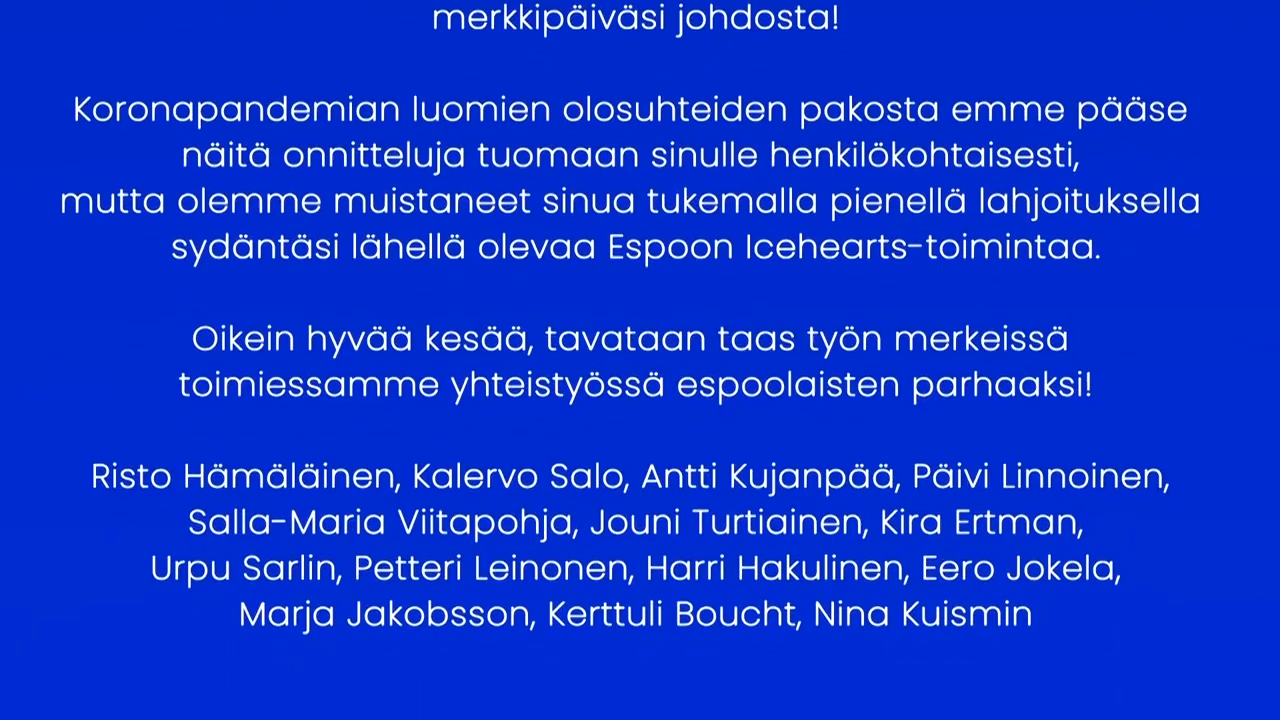 merkkipäiväsi johdosta!
Koronapandemian luomien olosuhteiden pakosta emme pääse
näitä onnitteluja tuomaan sinulle henkilökohtaisesti,
mutta olemme muistaneet sinua tukemalla pienellä lahjoituksella
sydäntäsi lähellä olevaa Espoon Icehearts-toimintaa.
Oikein hyvää kesää, tavataan taas työn merkeissä
toimiessamme yhteistyössä espoolaisten parhaaksi!
Risto Hämäläinen, Kalervo Salo, Antti Kujanpää, Päivi Linnoinen,
Salla-Maria Viitapohja, Jouni Turtiainen, Kira Ertman,
Urpu Sarlin, Petteri Leinonen, Harri Hakulinen, Eero Jokela,
Marja Jakobsson, Kerttuli Boucht, Nina Kuismin